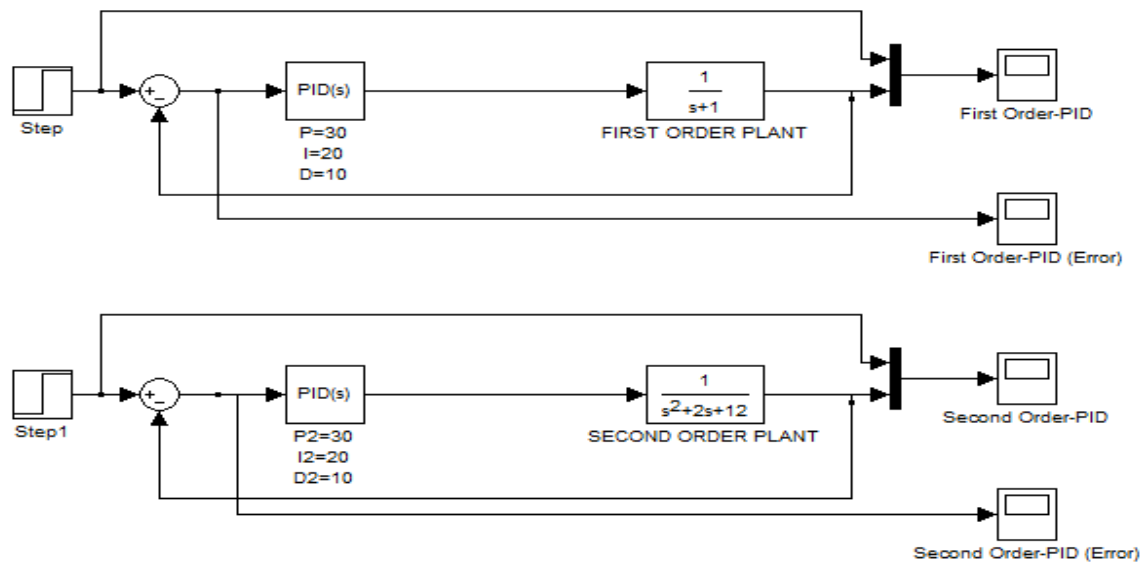 Step
+
−
PID(s)
P=30
I=20
D=10
1
s+1
FIRST ORDER PLANT
First Order-PID
First Order-PID (Error)
Step1
+
−
PID(s)
P2=30
I2=20
D2=10
1
s²+2s+12
SECOND ORDER PLANT
Second Order-PID
Second Order-PID (Error)